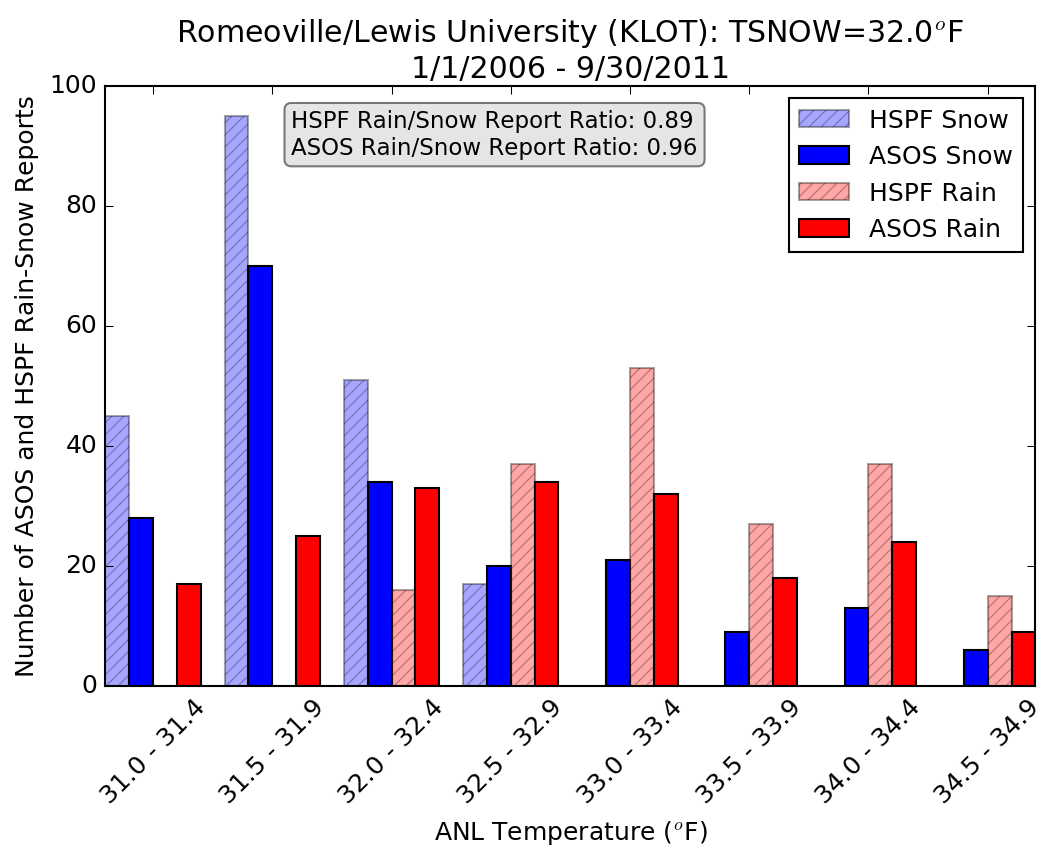 Romeoville/Lewis University (KLOT): TSNOW=32.0°F
1/1/2006 - 9/30/2011
HSPF Rain/Snow Report Ratio: 0.89
ASOS Rain/Snow Report Ratio: 0.96
HSPF Snow
ASOS Snow
HSPF Rain
ASOS Rain
Number of ASOS and HSPF Rain-Snow Reports
100
80
60
40
20
0
31.0 - 31.4
31.5 - 31.9
32.0 - 32.4
32.5 - 32.9
33.0 - 33.4
33.5 - 33.9
34.0 - 34.4
34.5 - 34.9
ANL Temperature (°F)